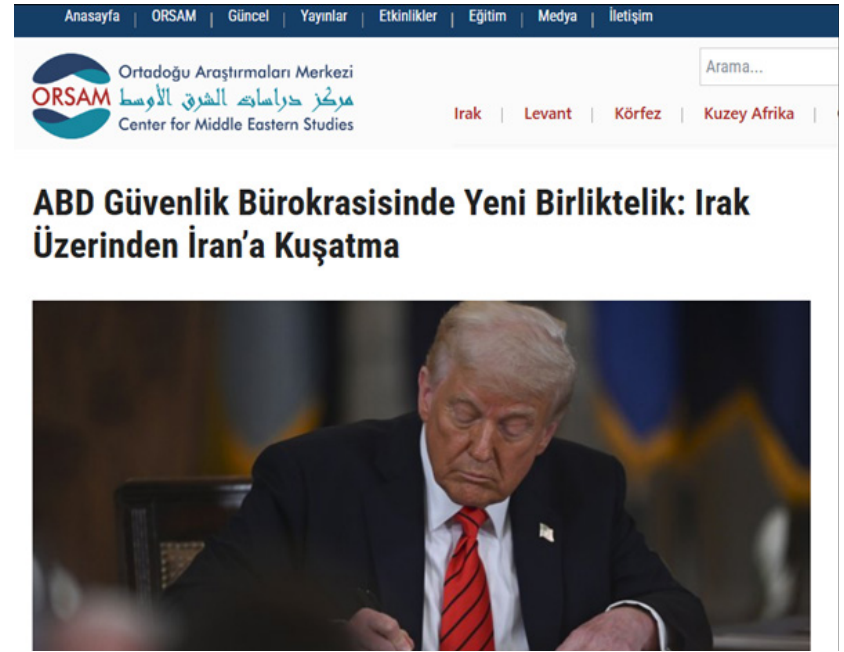 Anasayfa | ORSAM | Güncel | Yayınlar | Etkinlikler | Eğitim | Medya | İletişim
Ortadoğu Araştırmaları Merkezi
ORSAM مركز دراسات الشرق الأوسط
Center for Middle Eastern Studies
Arama...
Irak | Levant | Körfez | Kuzey Afrika |
ABD Güvenlik Bürokrasisinde Yeni Birliktelik: Irak
Üzerinden İran’a Kuşatma